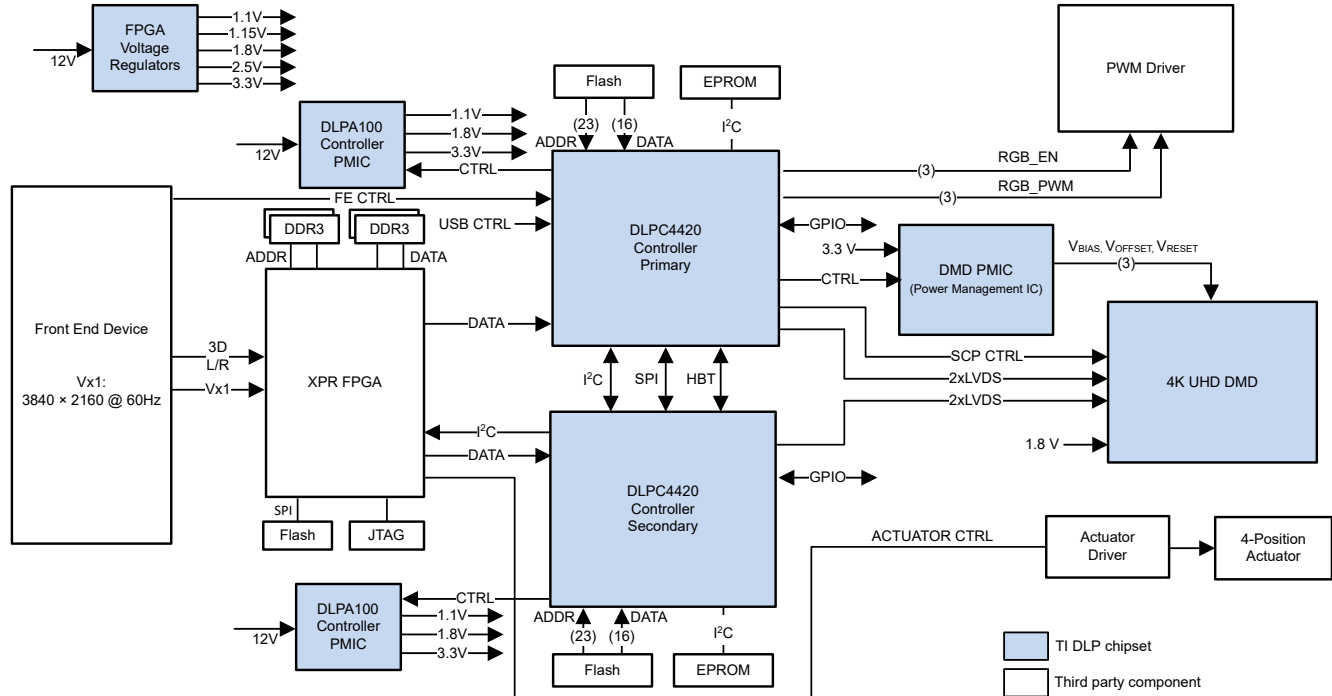 FPGA
Voltage
Regulators
12V
1.1V
1.15V
1.8V
2.5V
3.3V
DLPA100
Controller
PMIC
12V
1.1V
1.8V
3.3V
CTRL
Flash
(23)
(16)
ADDR
DATA
EPROM
I²C
PWM Driver
RGB_EN
(3)
RGB_PWM
(3)
FE CTRL
USB CTRL
DLPC4420
Controller
Primary
GPIO
3.3 V
CTRL
DMD PMIC
(Power Management IC)
VBIAS, VOFFSET, VRESET
(3)
DDR3
DDR3
ADDR
DATA
Front End Device
Vx1:
3840 × 2160 @ 60Hz
3D
L/R
Vx1
XPR FPGA
DATA
I²C
SPI
HBT
SCP CTRL
2xLVDS
2xLVDS
4K UHD DMD
1.8 V
I²C
DATA
DLPC4420
Controller
Secondary
GPIO
SPI
Flash
JTAG
ACTUATOR CTRL
Actuator
Driver
4-Position
Actuator
DLPA100
Controller
PMIC
12V
CTRL
1.1V
1.8V
3.3V
ADDR
DATA
(23)
(16)
Flash
I²C
EPROM
TI DLP chipset
Third party component